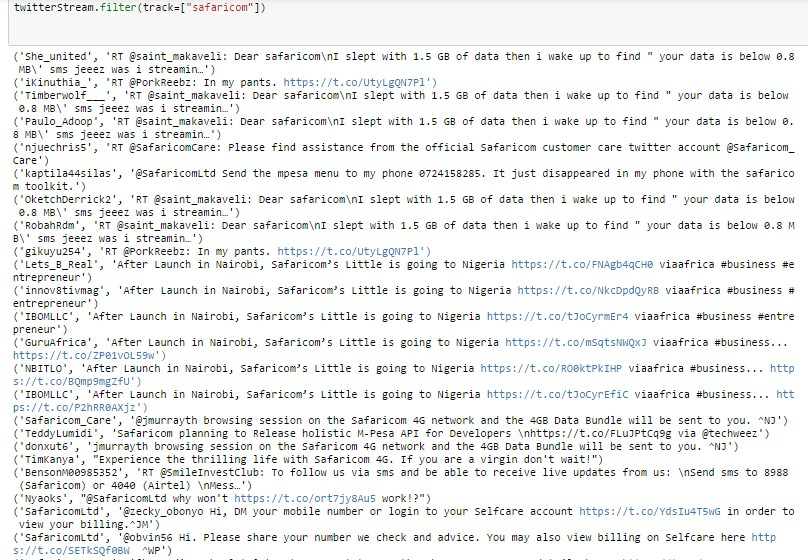 twitterStream.filter(track=["safaricom"])
('She_united', 'RT @saint_makaveli: Dear safaricom\nI slept with 1.5 GB of data then i wake up to find " your data is below 0.8
MB\' sms jeeez was i streamin…')
('iKinuthia_', 'RT @PorkReebz: In my pants. https://t.co/UtyLgQN7Pl')
('Timberwolf___', 'RT @saint_makaveli: Dear safaricom\nI slept with 1.5 GB of data then i wake up to find " your data is below
0.8 MB\' sms jeeez was i streamin…')
('Paulo_Adoop', 'RT @saint_makaveli: Dear safaricom\nI slept with 1.5 GB of data then i wake up to find " your data is below 0.
8 MB\' sms jeeez was i streamin…')
('njuechris5', 'RT @SafaricomCare: Please find assistance from the official Safaricom customer care twitter account @Safaricom_
Care')
('kaptila44silas', '@SafaricomLtd Send the mpesa menu to my phone 0724158285. It just disappeared in my phone with the safarico
m toolkit.')
('OketchDerrick2', 'RT @saint_makaveli: Dear safaricom\nI slept with 1.5 GB of data then i wake up to find " your data is below
0.8 MB\' sms jeeez was i streamin…')
('RobahRdm', 'RT @saint_makaveli: Dear safaricom\nI slept with 1.5 GB of data then i wake up to find " your data is below 0.8 M
B\' sms jeeez was i streamin…')
('gikuyu254', 'RT @PorkReebz: In my pants. https://t.co/UtyLgQN7Pl')
('Lets_B_Real', 'After Launch in Nairobi, Safaricom’s Little is going to Nigeria https://t.co/FNAgb4qCH0 viaafrica #business #e
ntrepreneur')
('innov8tivmag', 'After Launch in Nairobi, Safaricom’s Little is going to Nigeria https://t.co/NkcDpdQyRB viaafrica #business #
entrepreneur')
('IBOMLLC', 'After Launch in Nairobi, Safaricom’s Little is going to Nigeria https://t.co/tJoCyrmEr4 viaafrica #business #entre
preneur')
('GuruAfrica', 'After Launch in Nairobi, Safaricom’s Little is going to Nigeria https://t.co/mSqtsNWQxJ viaafrica #business...
https://t.co/ZP01vOL59w')
('NBITLO', 'After Launch in Nairobi, Safaricom’s Little is going to Nigeria https://t.co/RO0ktPkIHP viaafrica #business... http
s://t.co/BQmp9mgZfU')
('IBOMLLC', 'After Launch in Nairobi, Safaricom’s Little is going to Nigeria https://t.co/tJoCyrEfiC viaafrica #business... htt
ps://t.co/P2hRR0AXjz')
('Safaricom_Care', '@jmurrayth browsing session on the Safaricom 4G network and the 4GB Data Bundle will be sent to you. ^NJ')
('TeddyLumidi', 'Safaricom planning to Release holistic M-Pesa API for Developers \nhttps://t.co/FLuJPtCq9g via @techweez')
('donxut6', 'jmurrayth browsing session on the Safaricom 4G network and the 4GB Data Bundle will be sent to you. ^NJ')
('TimKanya', "Experience the thrilling life with Safaricom 4G. If you are a virgin don't wait!")
('BensonM00985352', 'RT @SmileInvestClub: To follow us via sms and be able to receive live updates from us: \nSend sms to 8988
(Safaricom) or 4040 (Airtel) \nMess…')
('Nyaoks', "@SafaricomLtd why won't https://t.co/ort7jy8Au5 work!?")
('SafaricomLtd', '@zecky_obonyo Hi, DM your mobile number or login to your Selfcare account https://t.co/YdsIu4T5wG in order to
view your billing.^JM')
('SafaricomLtd', '@obvin56 Hi. Please share your number we check and advice. You may also view billing on Selfcare here http
s://t.co/SETkSQf0BW  ^WP')